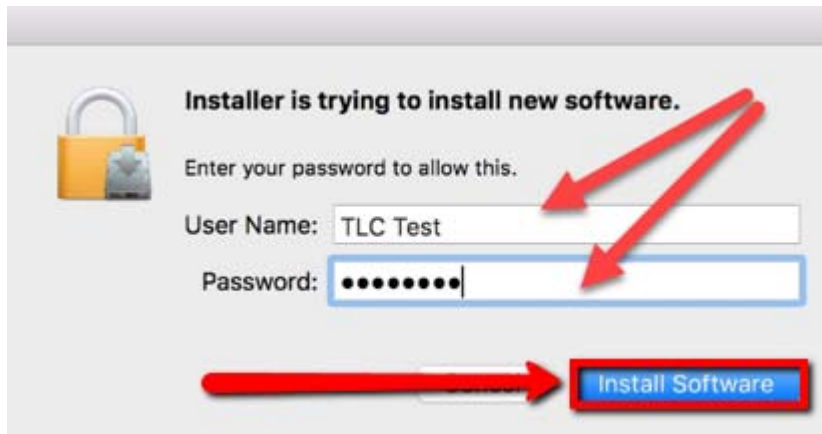 Installer is trying to install new software.
Enter your password to allow this.
User Name: TLC Test
Password: ●●●●●●●●
Install Software